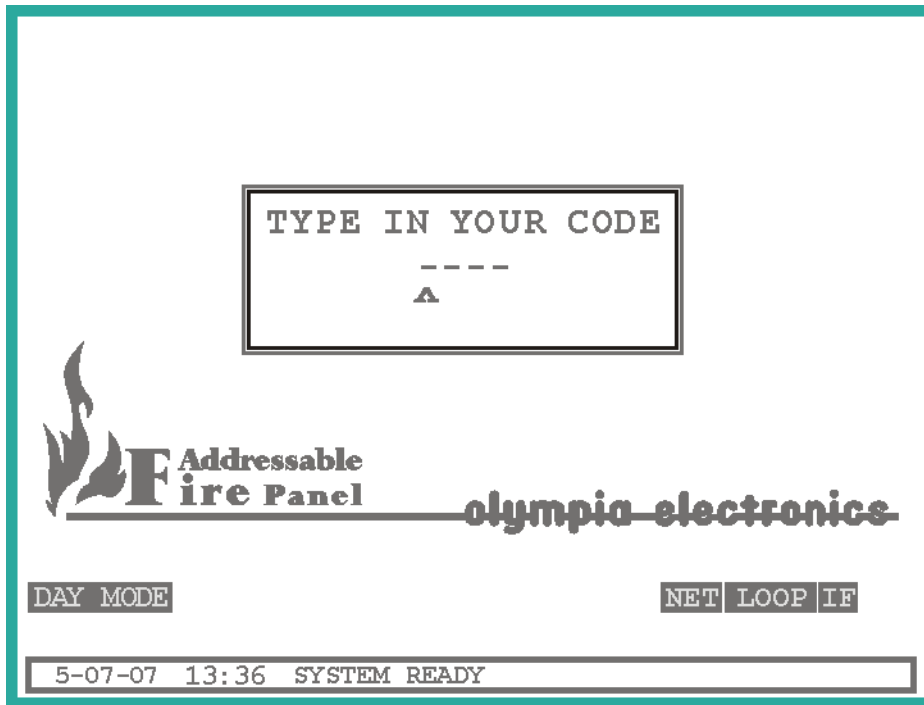 TYPE IN YOUR CODE
----
^
Addressable
Fire Panel
olympia electronics
DAY MODE
NET LOOP IF
5-07-07 13:36 SYSTEM READY